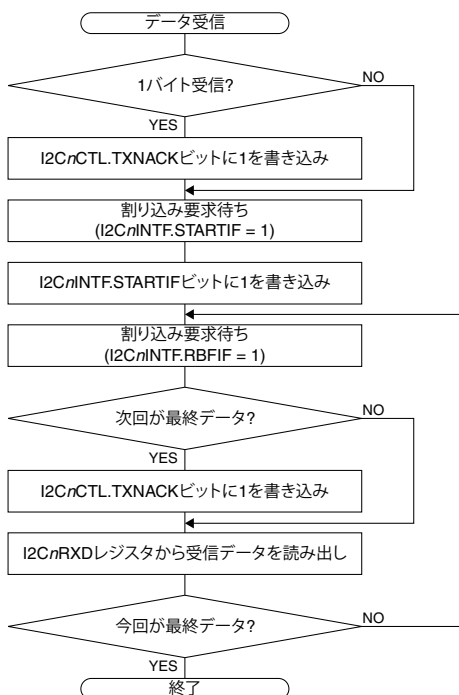 データ受信
1バイト受信?
NO
YES
I2CnCTL.TXNACKビットに1を書き込み
割り込み要求待ち
(I2CnINTF.STARTIF = 1)
I2CnINTF.STARTIFビットに1を書き込み
割り込み要求待ち
(I2CnINTF.RBFIF = 1)
次回が最終データ?
NO
YES
I2CnCTL.TXNACKビットに1を書き込み
I2CnRXDレジスタから受信データを読み出し
今回が最終データ?
NO
YES
終了